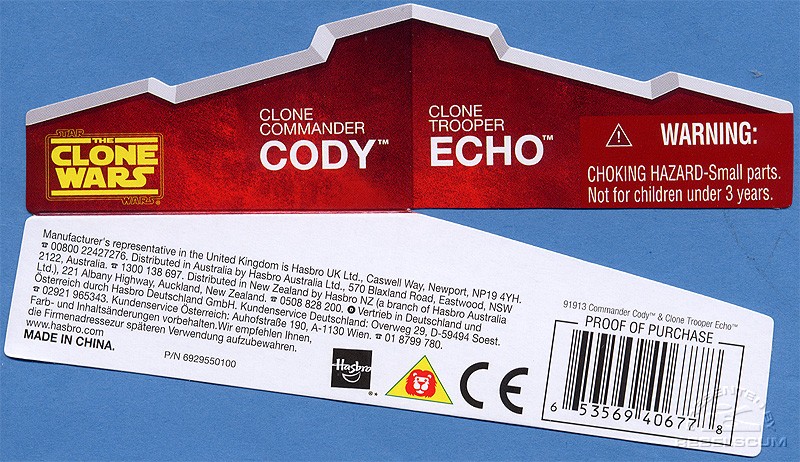 STAR
THE
CLONE
WARS
WARS®
CLONE
COMMANDER
CODY™
CLONE
TROOPER
ECHO™
WARNING:
CHOKING HAZARD-Small parts.
Not for children under 3 years.
Manufacturer's representative in the United Kingdom is Hasbro UK Ltd., Caswell Way, Newport, NP19 4YH.
☎ 00800 22427276. Distributed in Australia by Hasbro Australia Ltd., 570 Blaxland Road, Eastwood, NSW
2122, Australia. ☎ 1300 138 697. Distributed in New Zealand by Hasbro NZ (a branch of Hasbro Australia
Ltd.), 221 Albany Highway, Auckland, New Zealand. ☎ 0508 828 200. Vertrieb in Deutschland und
Österreich durch Hasbro Deutschland GmbH. Kundenservice Deutschland: Overweg 29, D-59494 Soest.
☎ 02921 965343. Kundenservice Österreich: Auhofstraße 190, A-1130 Wien. ☎ 01 8799 780.
Farb- und Inhaltsänderungen vorbehalten.Wir empfehlen Ihnen,
die Firmenadressezur späteren Verwendung aufzubewahren.
www.hasbro.com
MADE IN CHINA.
P/N 6929550100
Hasbro
®*
CE
91913 Commander Cody™ & Clone Trooper Echo™
PROOF OF PURCHASE
6 53569 40677 8
PRESENTED BY
REBELSCUM